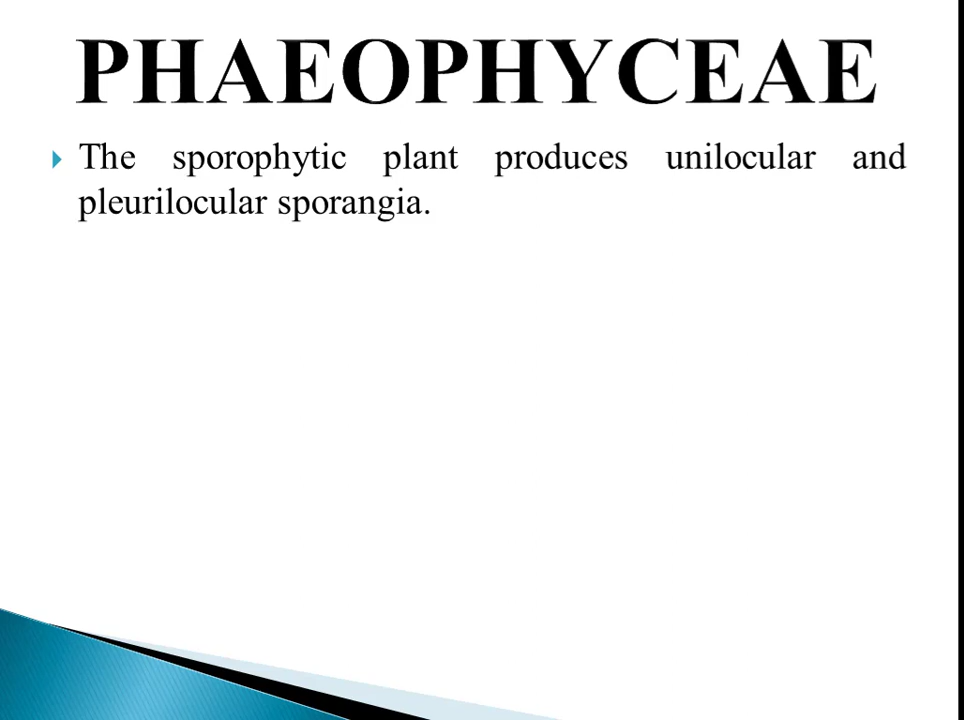 PHAEOPHYCEAE
The sporophytic plant produces unilocular and
pleurilocular sporangia.